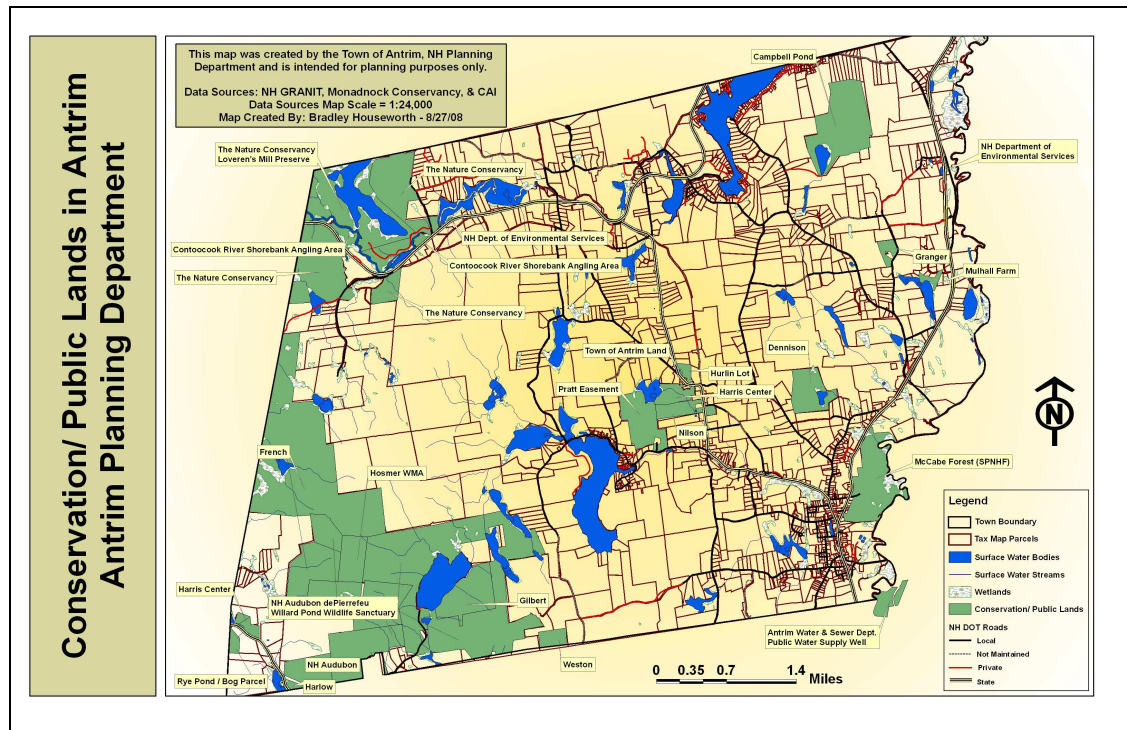 Conservation/ Public Lands in Antrim
Antrim Planning Department
This map was created by the Town of Antrim, NH Planning
Department and is intended for planning purposes only.
Data Sources: NH GRANIT, Monadnock Conservancy, & CAI
Data Sources Map Scale = 1:24,000
Map Created By: Bradley Houseworth - 8/27/08
Campbell Pond
The Nature Conservancy
Loveren's Mill Preserve
NH Department of
Environmental Services
The Nature Conservancy
NH Dept. of Environmental Services
Contoocook River Shorebank Angling Area
Granger
Contoocook River Shorebank Angling Area
Mulhall Farm
The Nature Conservancy
The Nature Conservancy
Town of Antrim Land
Dennison
Hurlin Lot
Pratt Easement
Harris Center
Nilson
French
Hosmer WMA
McCabe Forest (SPNHF)
N
Harris Center
NH Audubon dePierrefeu
Willard Pond Wildlife Sanctuary
Gilbert
Antrim Water & Sewer Dept.
Public Water Supply Well
NH Audubon
Weston
Rye Pond / Bog Parcel
Harlow
0 0.35 0.7 1.4
Miles
Legend
Town Boundary
Tax Map Parcels
Surface Water Bodies
Surface Water Streams
Wetlands
Conservation/ Public Lands
NH DOT Roads
Local
Not Maintained
Private
State